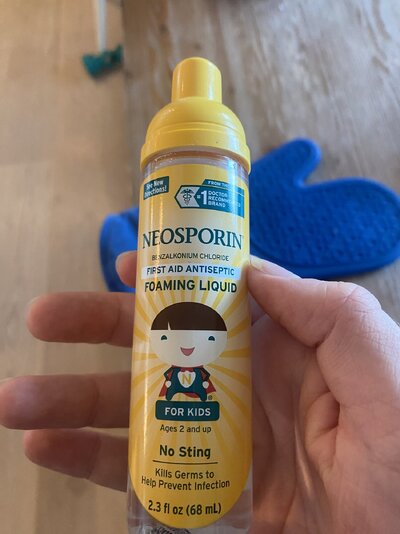 See New
Directions!
FROM THE
#1 DOCTOR
RECOMMENDED
BRAND
NEOSPORIN
BENZALKONIUM CHLORIDE
FIRST AID ANTISEPTIC
FOAMING LIQUID
N
FOR KIDS
Ages 2 and up
No Sting
Kills Germs to
Help Prevent Infection
2.3 fl oz (68 mL)